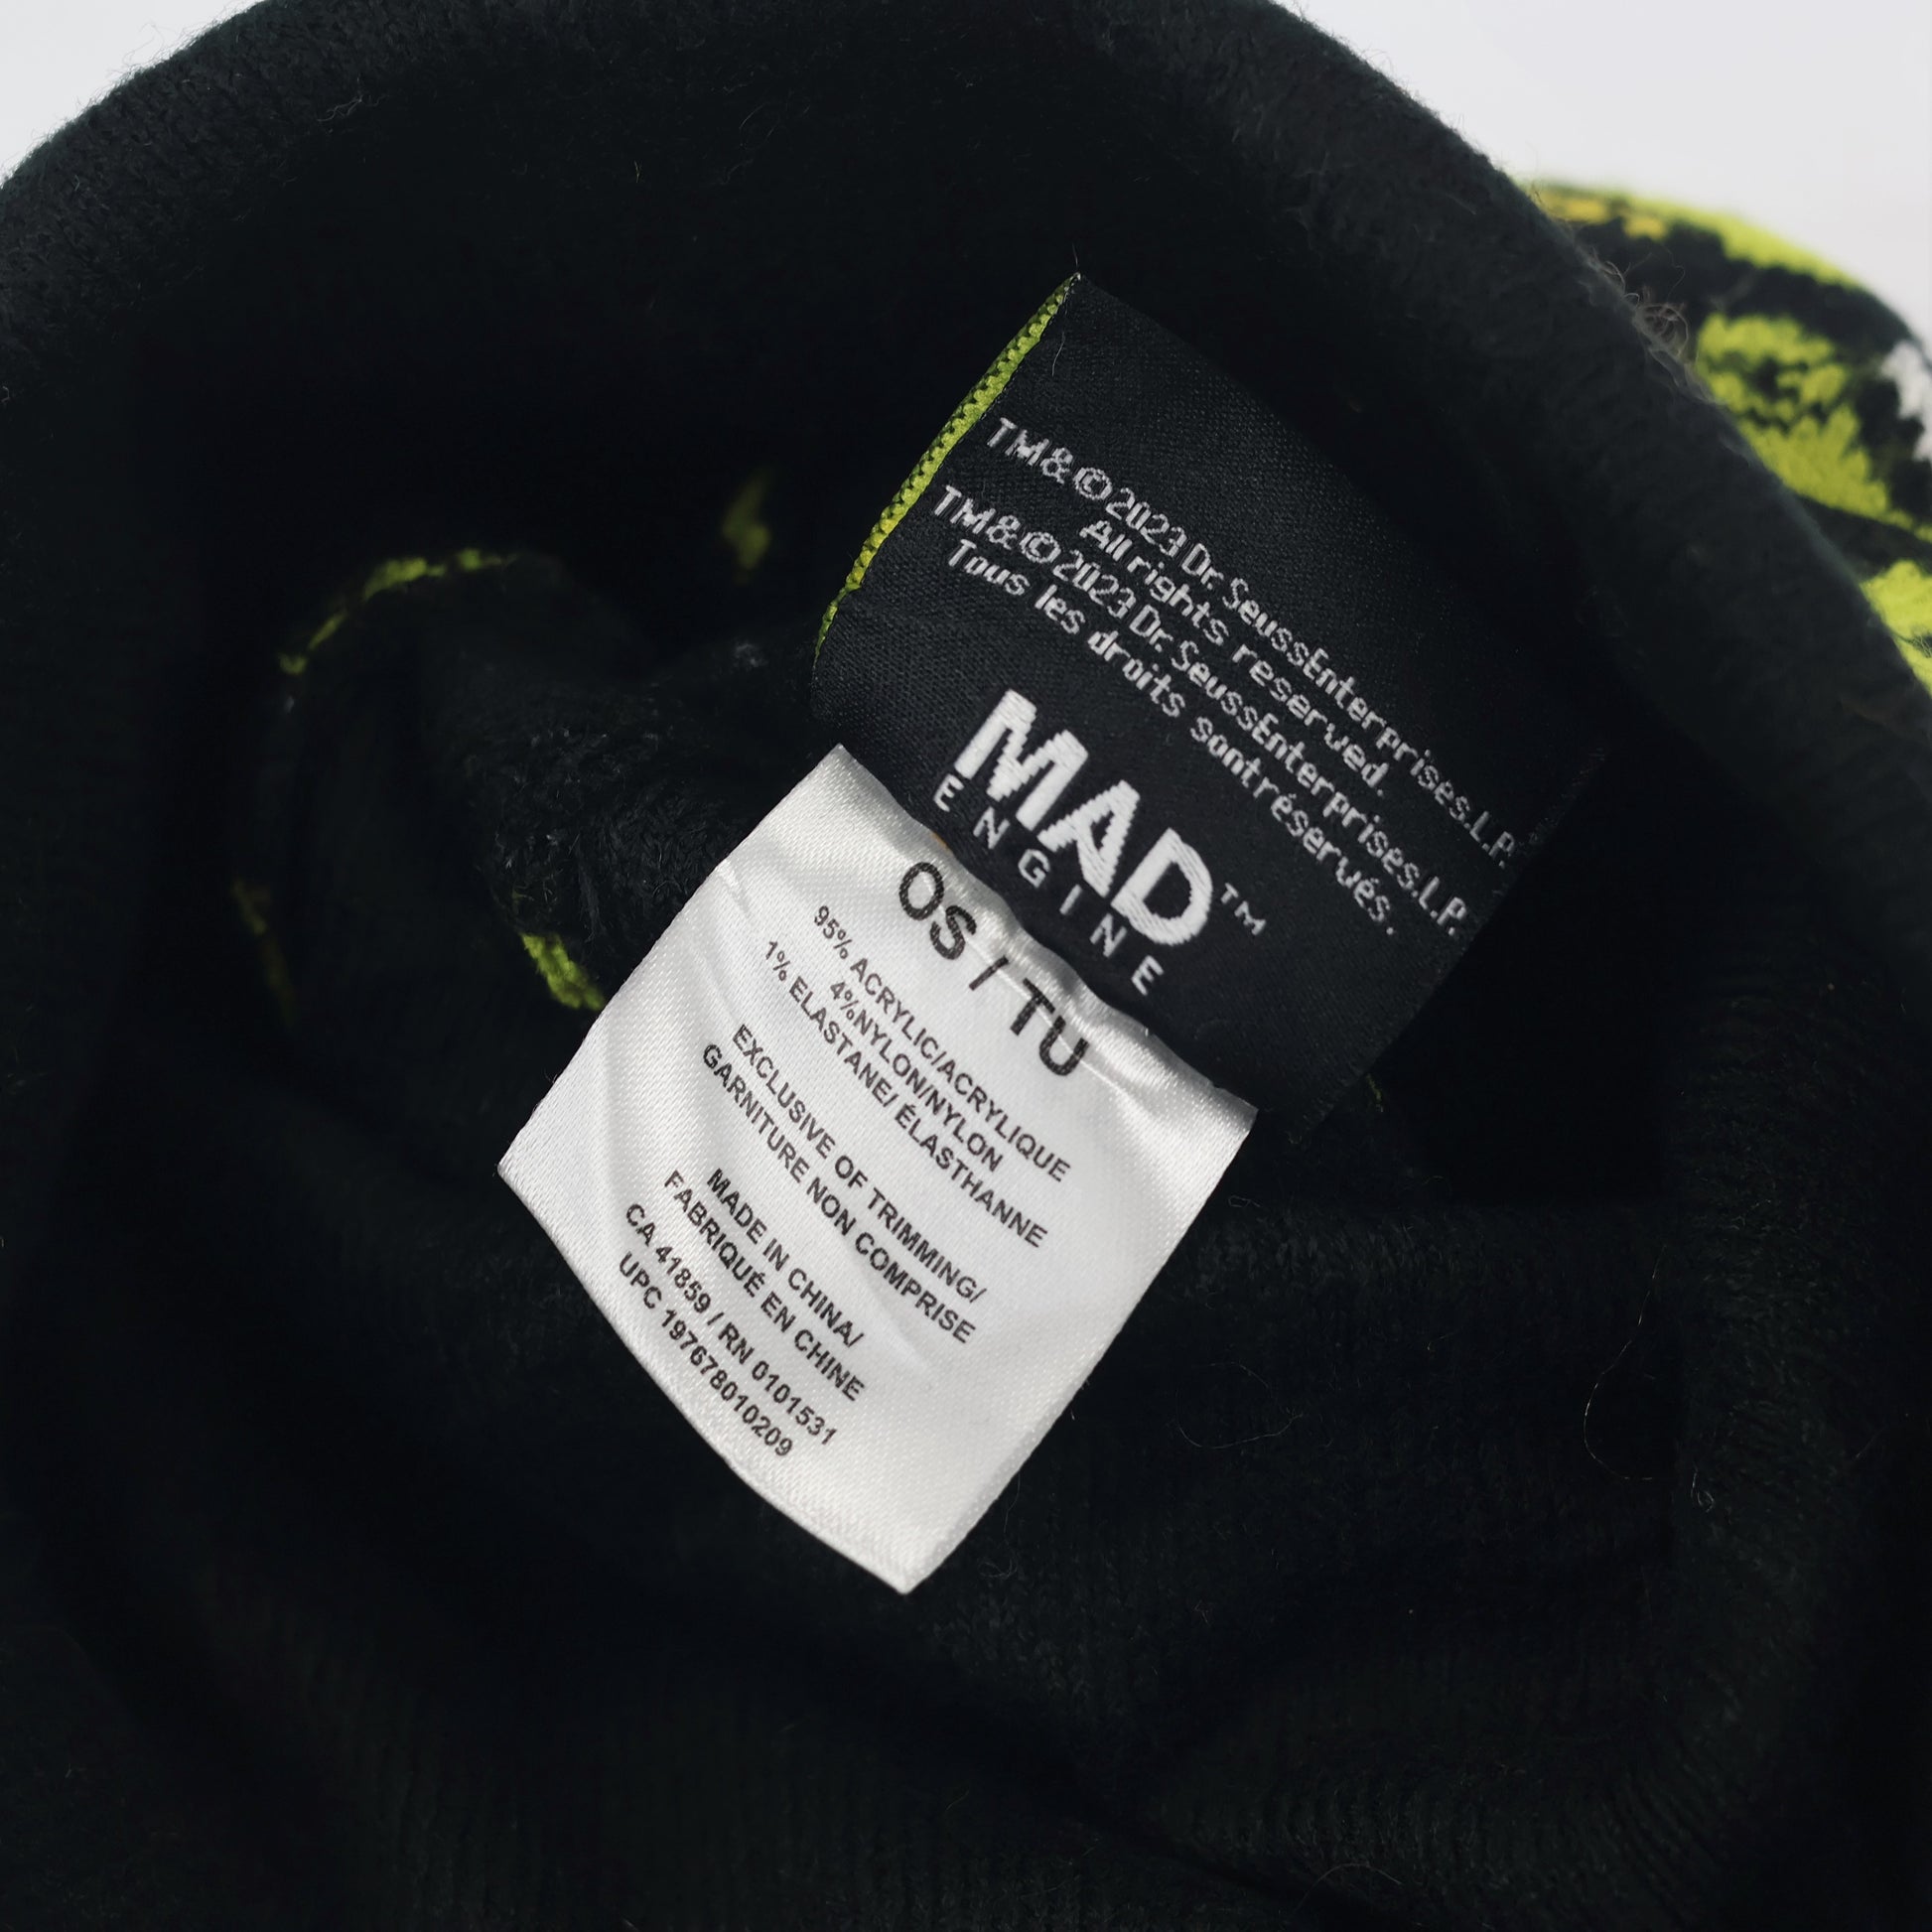 TM&©2023 Dr. SeussEnterprises.L.P.
All rights reserved.
TM&©2023 Dr. SeussEnterprises.L.P.
Tous les droits sontréservés.
MAD™
ENGINE
OS / TU
95% ACRYLIC/ACRYLIQUE
4%NYLON/NYLON
1% ELASTANE/ ÉLASTHANNE
EXCLUSIVE OF TRIMMING/
GARNITURE NON COMPRISE
MADE IN CHINA/
FABRIQUÉ EN CHINE
CA 41859 / RN 0101531
UPC 197678010209